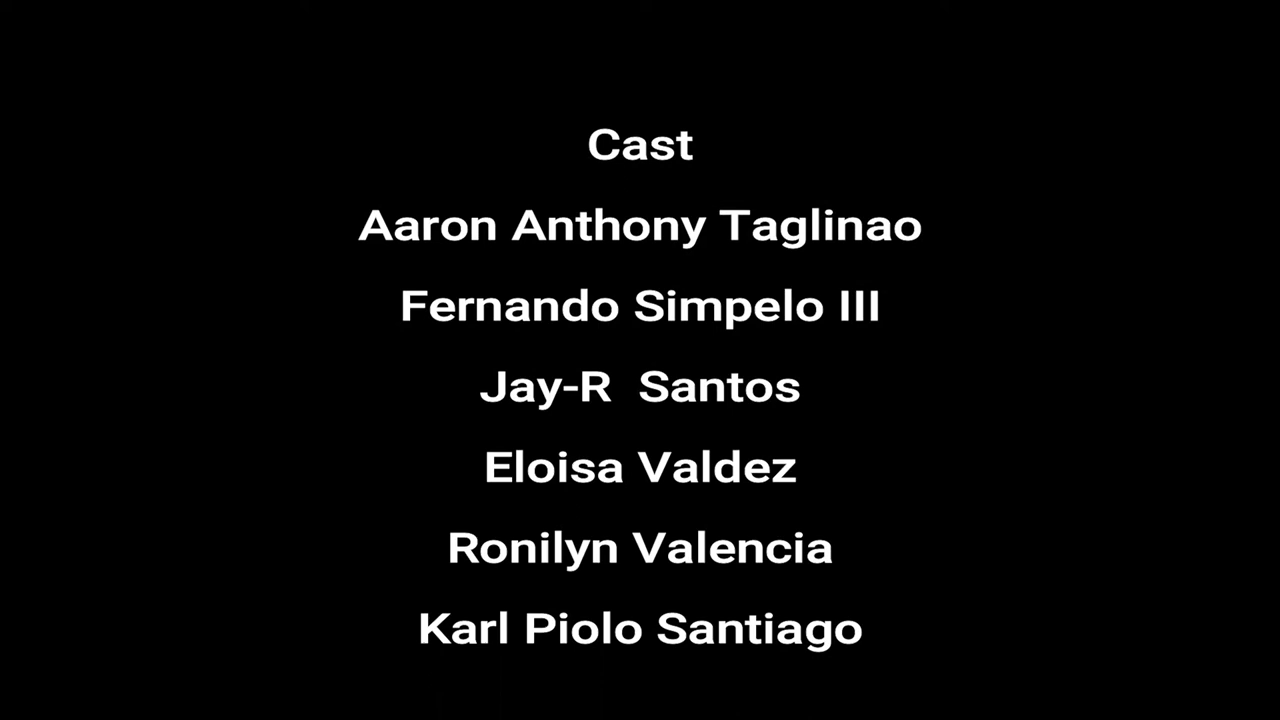 Cast
Aaron Anthony Taglinao
Fernando Simpelo III
Jay-R  Santos
Eloisa Valdez
Ronilyn Valencia
Karl Piolo Santiago